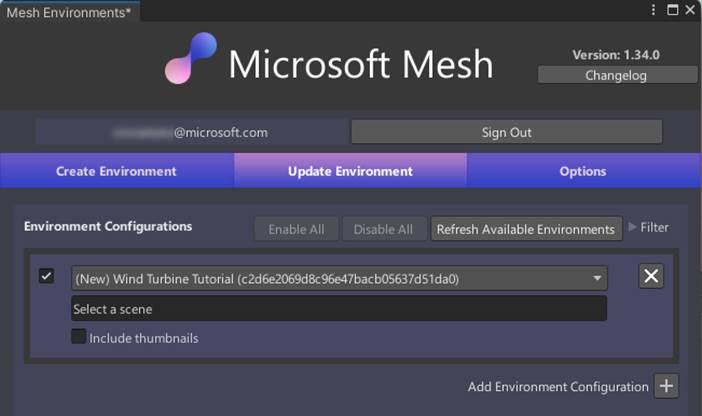 Mesh Environments*
Microsoft Mesh
Version: 1.34.0
Changelog
@microsoft.com
Sign Out
Create Environment
Update Environment
Options
Environment Configurations
Enable All
Disable All
Refresh Available Environments
Filter
(New) Wind Turbine Tutorial (c2d6e2069d8c96e47bacb05637d51da0)
Select a scene
Include thumbnails
Add Environment Configuration